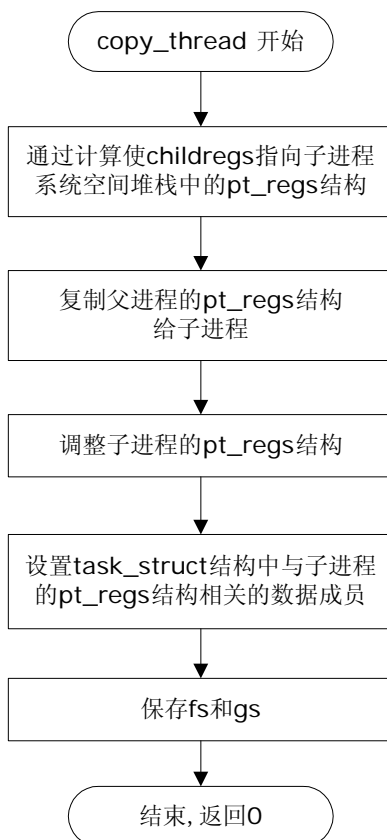 copy_thread 开始
通过计算使childregs指向子进程
系统空间堆栈中的pt_regs结构
复制父进程的pt_regs结构
给子进程
调整子进程的pt_regs结构
设置task_struct结构中与子进程
的pt_regs结构相关的数据成员
保存fs和gs
结束,返回0